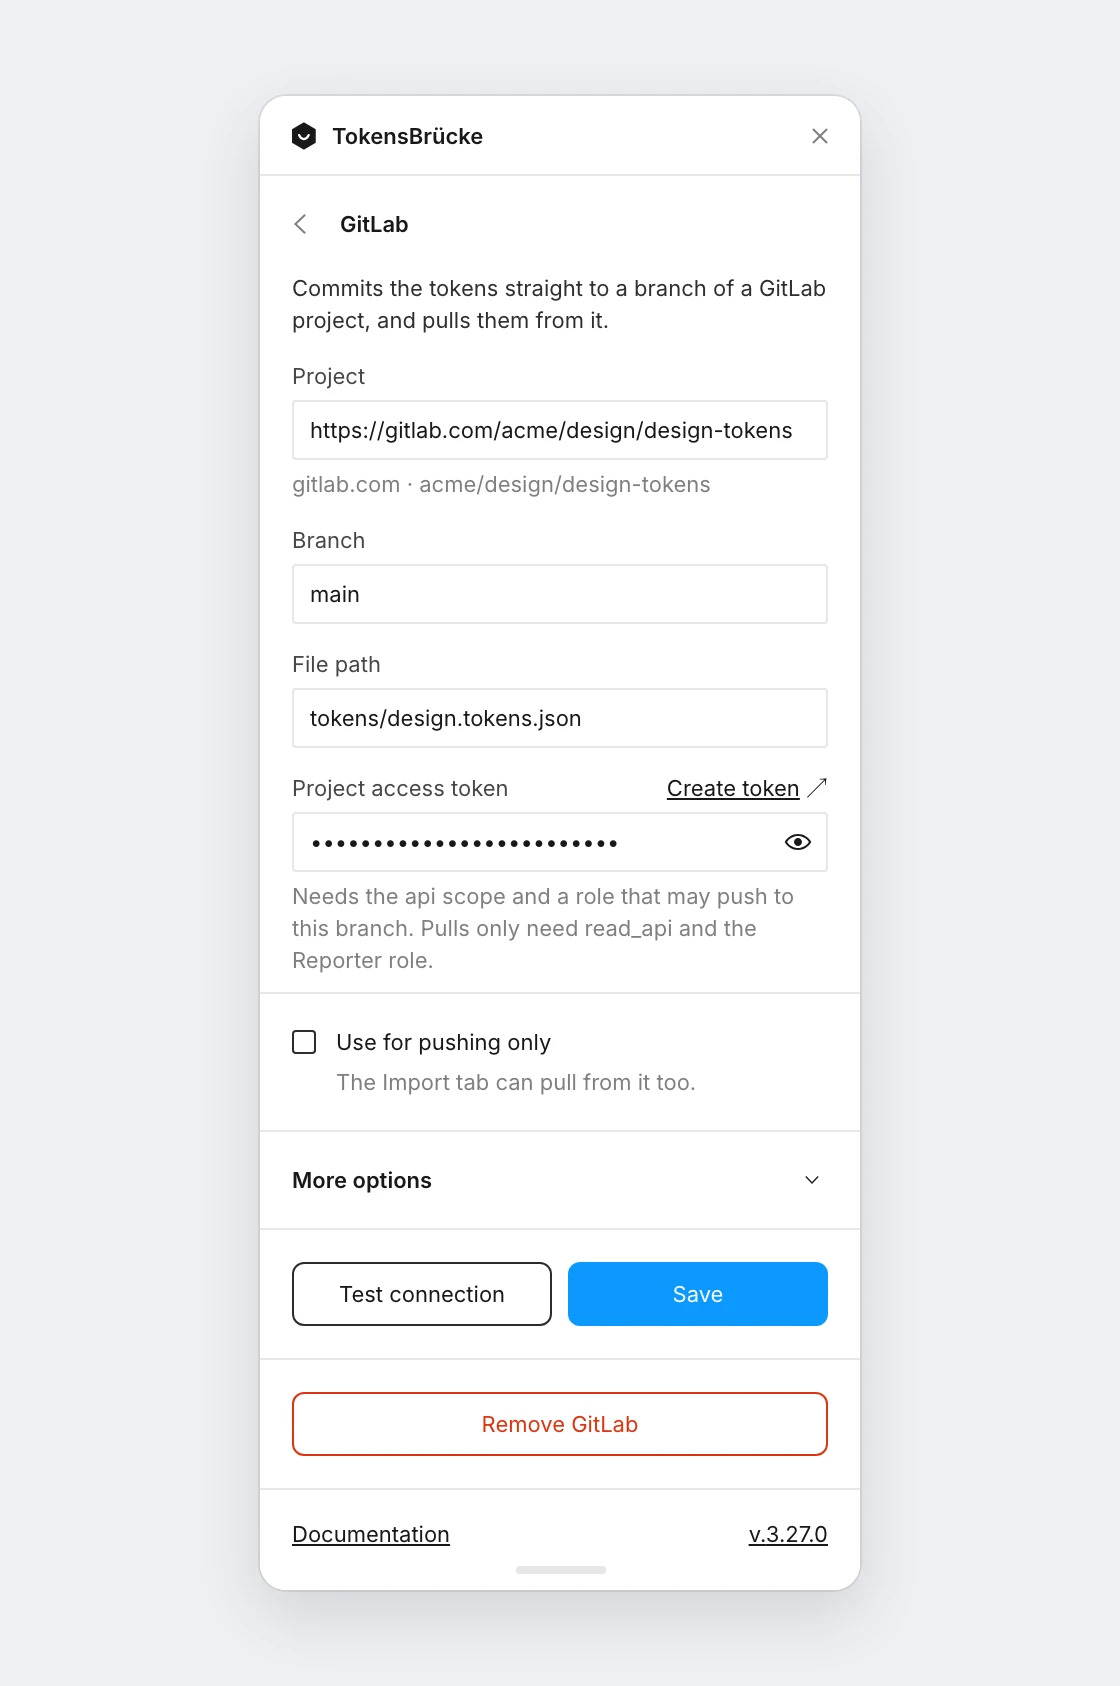 TokensBrücke
GitLab
Commits the tokens straight to a branch of a GitLab
project, and pulls them from it.
Project
https://gitlab.com/acme/design/design-tokens
gitlab.com · acme/design/design-tokens
Branch
main
File path
tokens/design.tokens.json
Project access token
Create token
Needs the api scope and a role that may push to
this branch. Pulls only need read_api and the
Reporter role.
Use for pushing only
The Import tab can pull from it too.
More options
Test connection
Save
Remove GitLab
Documentation
v.3.27.0